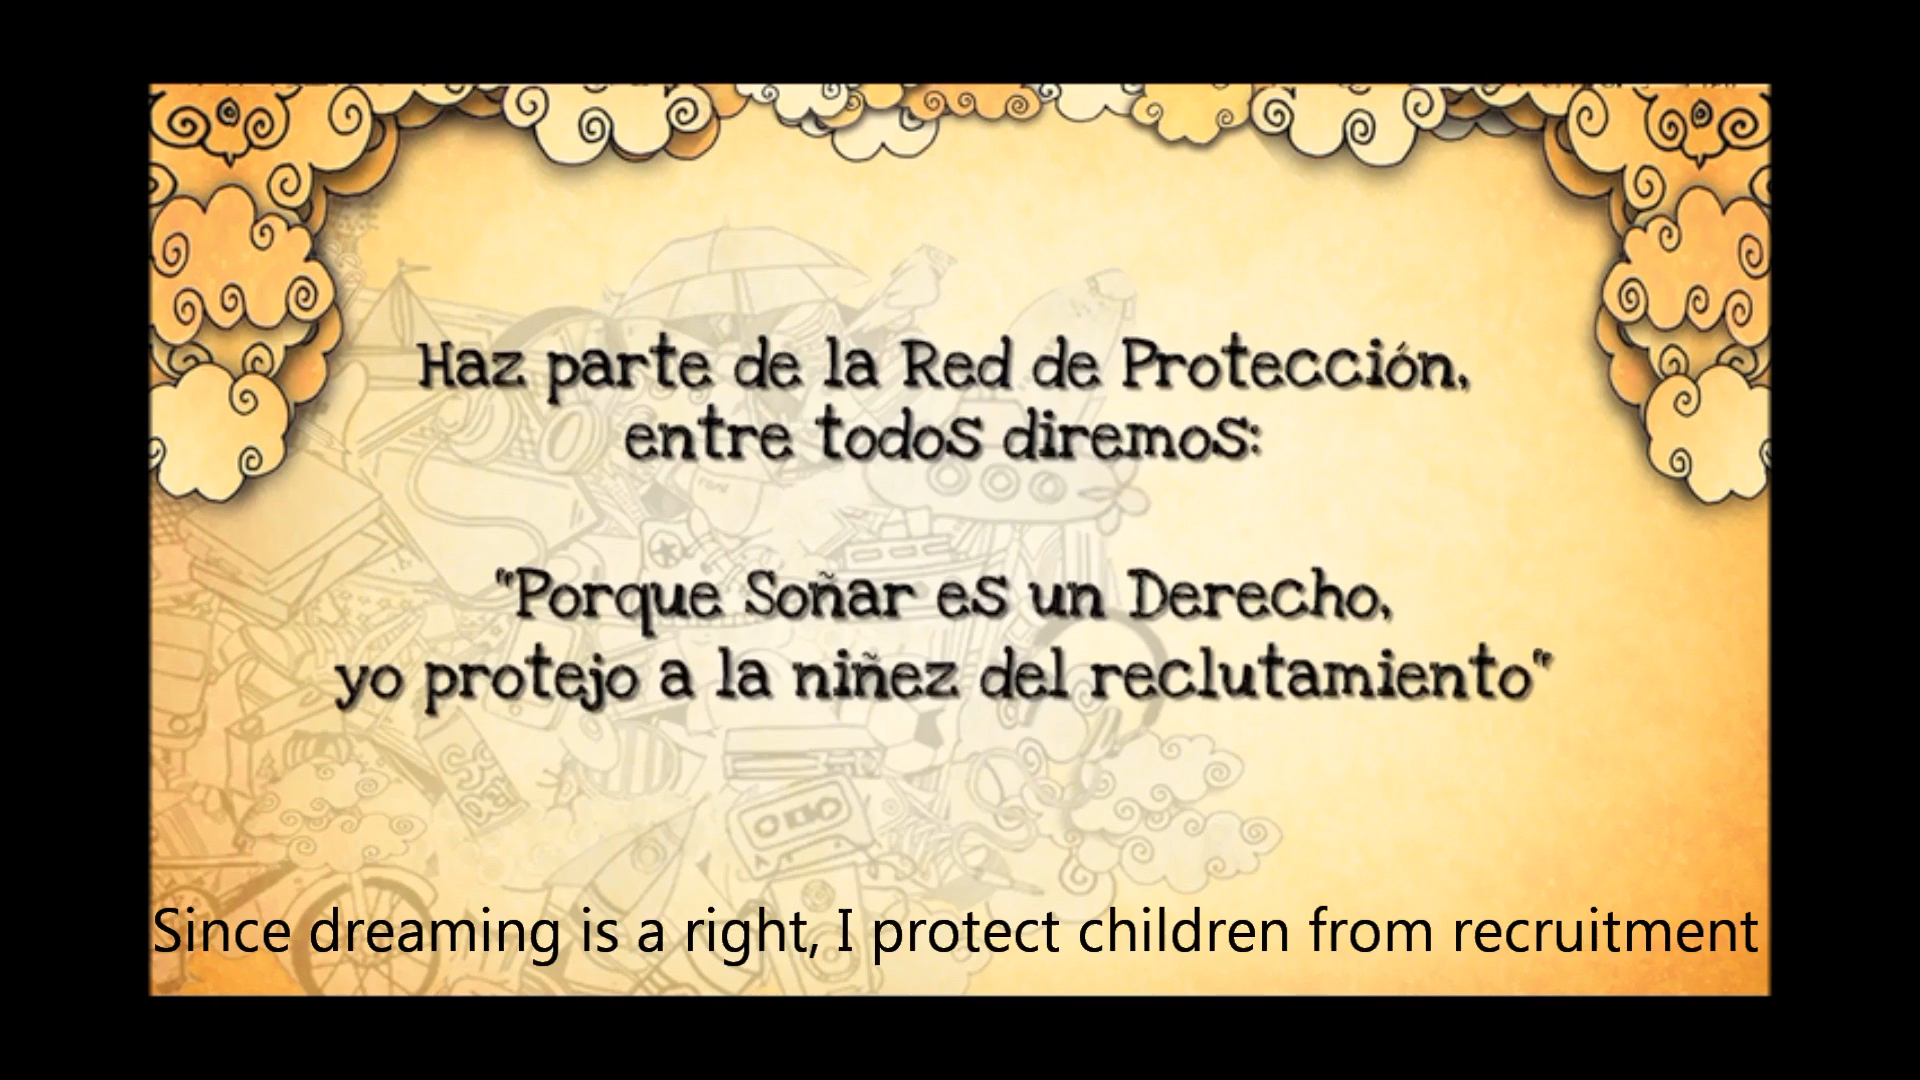 Haz parte de la Red de Protección,
entre todos diremos:
"Porque Soñar es un Derecho,
yo protejo a la niñez del reclutamiento"
Since dreaming is a right, I protect children from recruitment